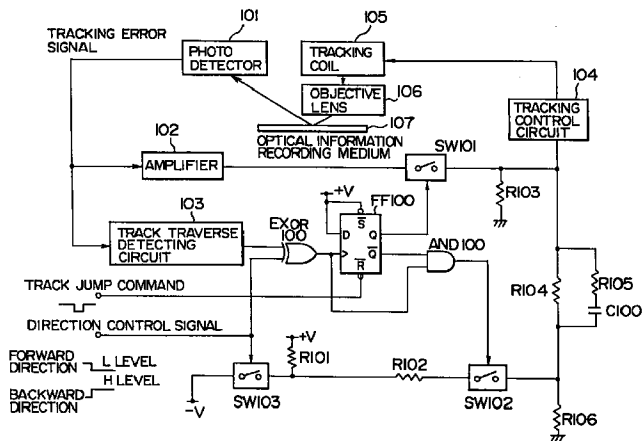 101
105
TRACKING ERROR
SIGNAL
PHOTO
DETECTOR
TRACKING
COIL
104
OBJECTIVE
LENS
106
TRACKING
CONTROL
CIRCUIT
107
102
OPTICAL INFORMATION
RECORDING MEDIUM
SW101
AMPLIFIER
R103
103
+V
FF100
TRACK TRAVERSE
DETECTING
CIRCUIT
EXOR
100
S
D
Q
Q
R
AND100
TRACK JUMP COMMAND
R104
R105
C100
DIRECTION CONTROL SIGNAL
+V
FORWARD
DIRECTION
L LEVEL
R101
R102
H LEVEL
BACKWARD
DIRECTION
-V
SW103
SW102
R106